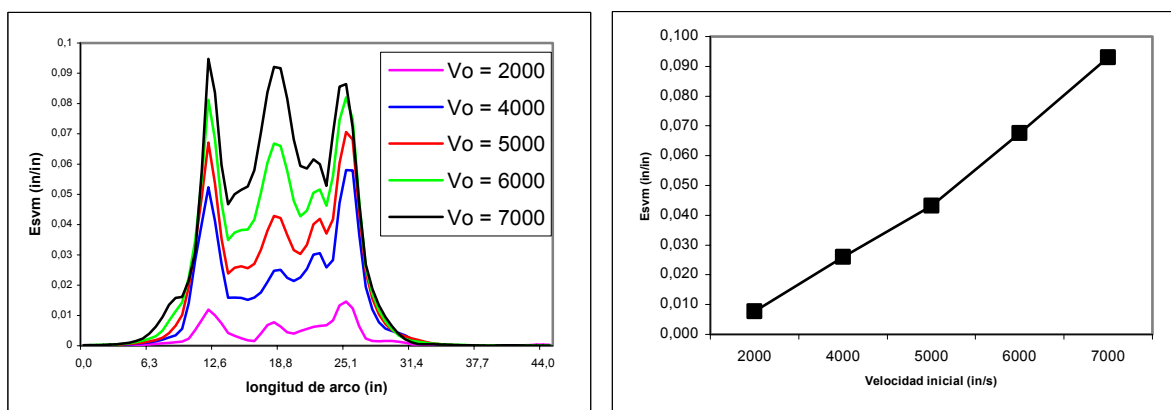 0,1
0,09
0,08
0,07
0,06
0,05
0,04
0,03
0,02
0,01
0
Esvm (in/in)
0,0 6,3 12,6 18,8 25,1 31,4 37,7 44,0
longitud de arco (in)
Vo = 2000
Vo = 4000
Vo = 5000
Vo = 6000
Vo = 7000
0,100
0,090
0,080
0,070
0,060
0,050
0,040
0,030
0,020
0,010
0,000
Esvm (in/in)
2000 4000 5000 6000 7000
Velocidad inicial (in/s)